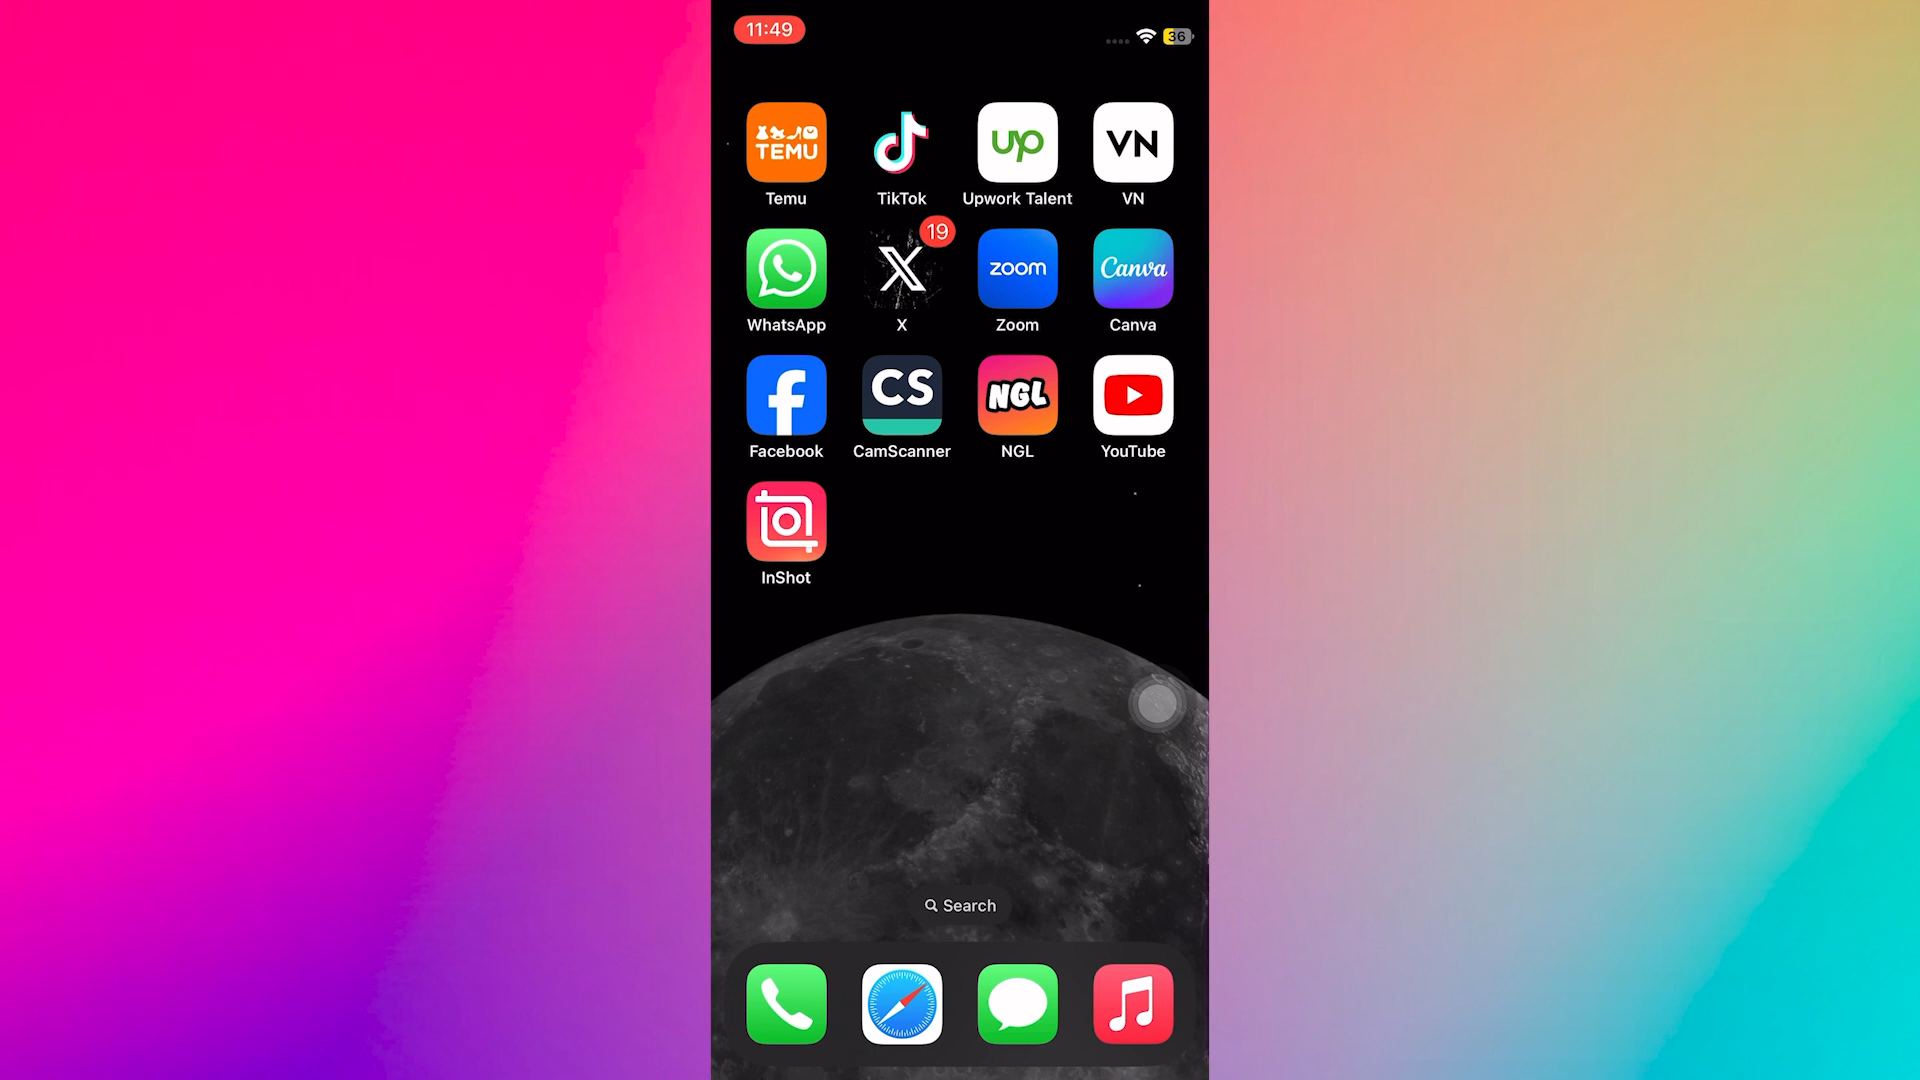 11:49
36
TEMU
UP
VN
Temu
TikTok
Upwork Talent
VN
19
X
zoom
Canva
WhatsApp
X
Zoom
Canva
f
CS
NGL
Facebook
CamScanner
NGL
YouTube
InShot
Search